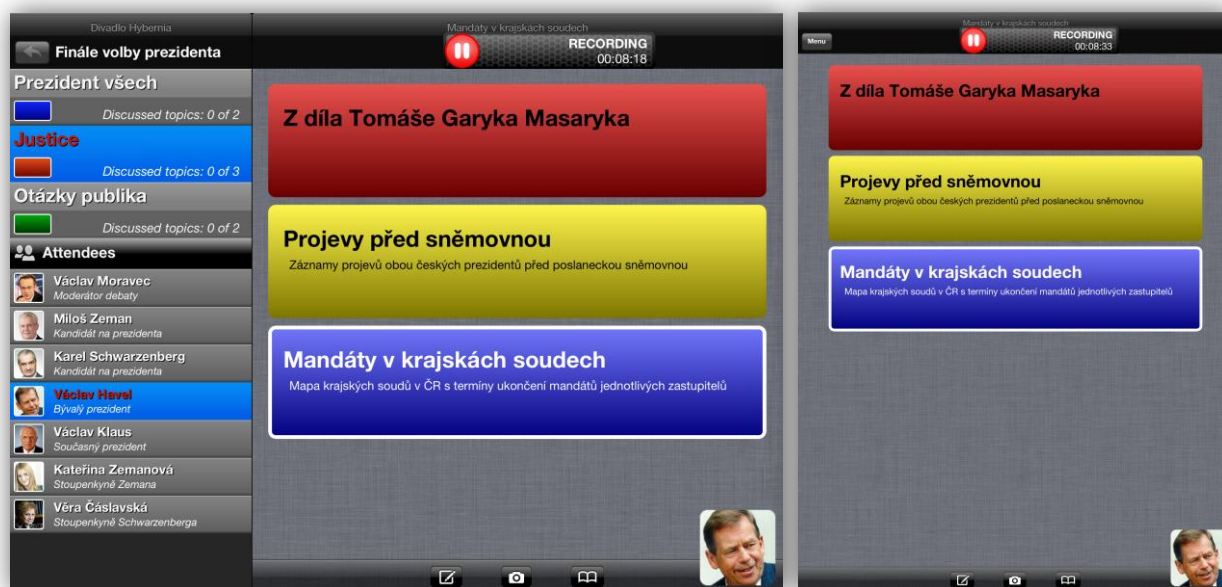 Divadlo Hybernia
Finále volby prezidenta
Prezident všech
Discussed topics: 0 of 2
Justice
Discussed topics: 0 of 3
Otázky publika
Discussed topics: 0 of 2
Attendees
Václav Moravec
Moderátor debaty
Miloš Zeman
Kandidát na prezidenta
Karel Schwarzenberg
Kandidát na prezidenta
Václav Havel
Bývalý prezident
Václav Klaus
Současný prezident
Kateřina Zemanová
Stoupenkyně Zemana
Věra Čáslavská
Stoupenkyně Schwarzenberga
Mandáty v krajskách soudech
RECORDING
00:08:18
Z díla Tomáše Garyka Masaryka
Projevy před sněmovnou
Záznamy projevů obou českých prezidentů před poslaneckou sněmovnou
Mandáty v krajskách soudech
Mapa krajských soudů v ČR s termíny ukončení mandátů jednotlivých zastupitelů
Mandáty v krajskách soudech
Menu
RECORDING
00:08:33
Z díla Tomáše Garyka Masaryka
Projevy před sněmovnou
Záznamy projevů obou českých prezidentů před poslaneckou sněmovnou
Mandáty v krajskách soudech
Mapa krajských soudů v ČR s termíny ukončení mandátů jednotlivých zastupitelů